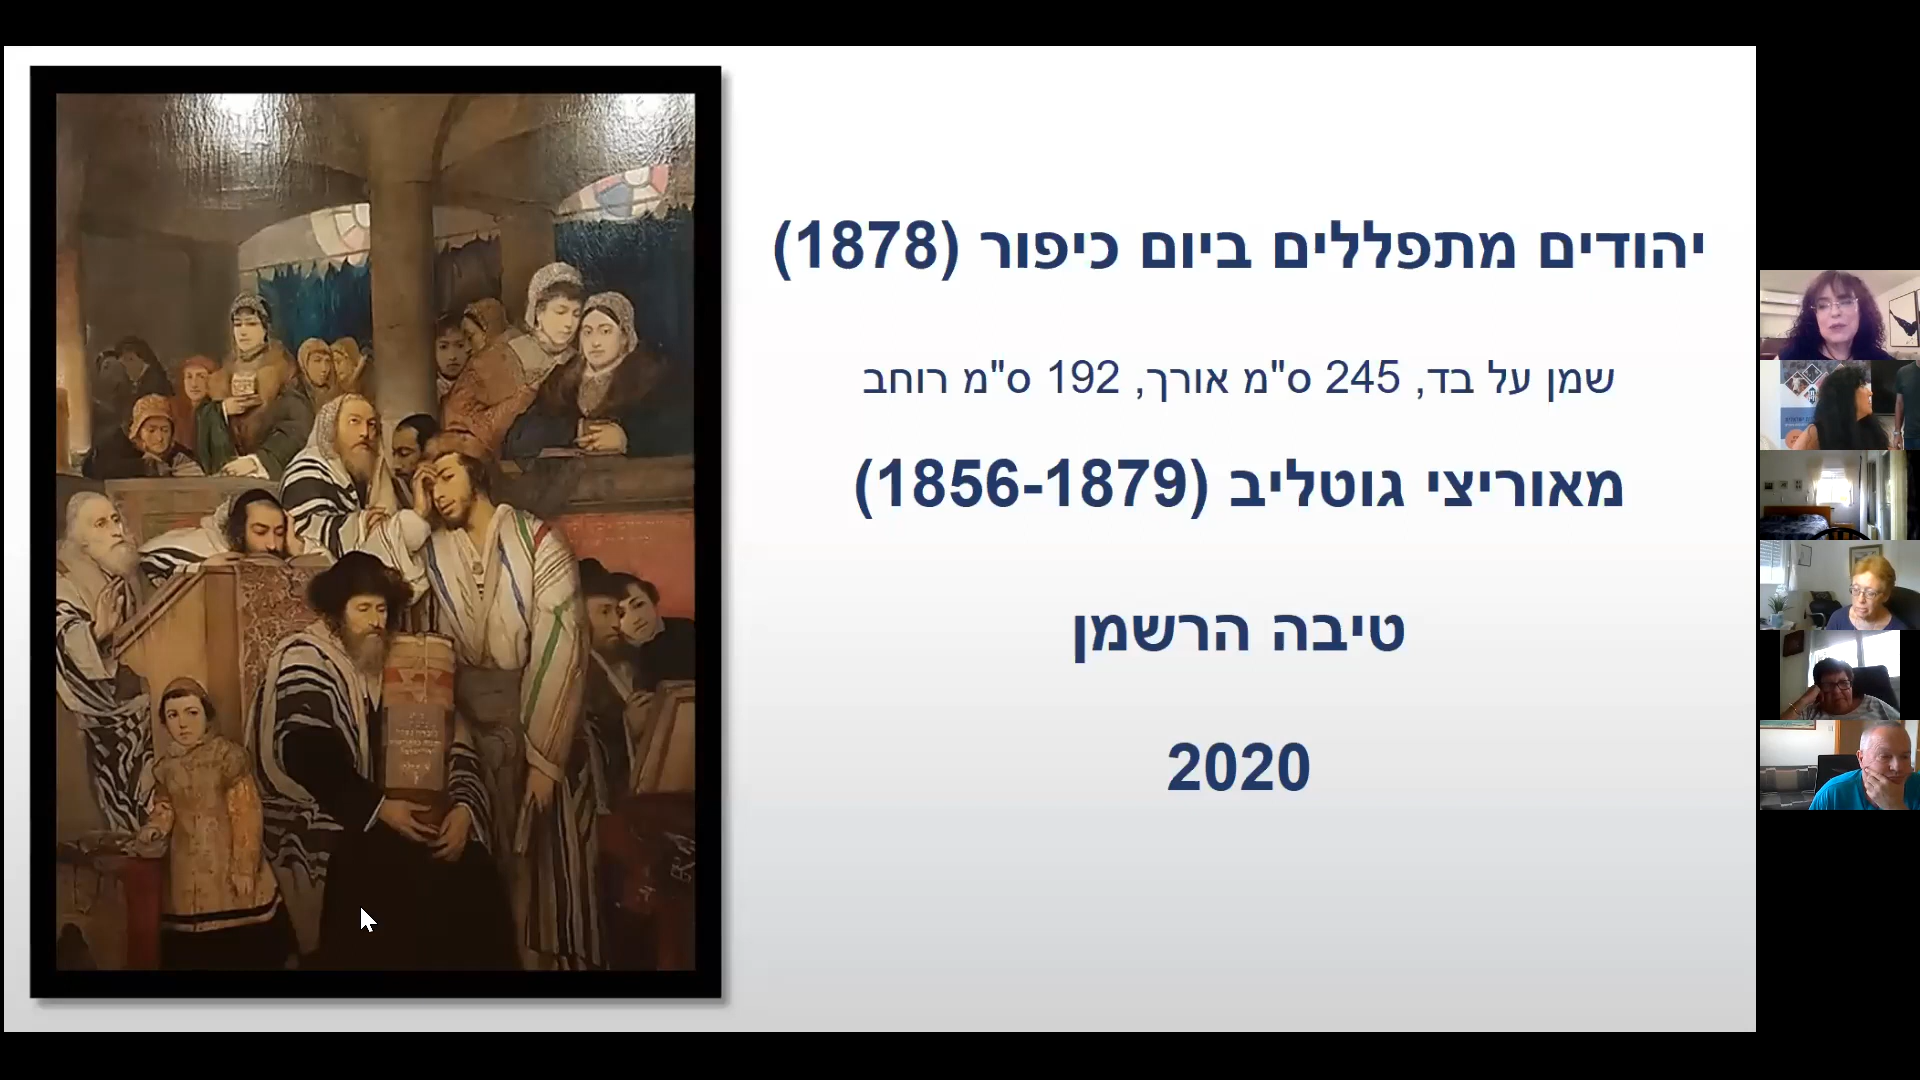 יהודים מתפללים ביום כיפור (1878)
שמן על בד, 245 ס"מ אורך, 192 ס"מ רוחב
מאוריצי גוטליב (1856-1879)
טיבה הרשמן
2020